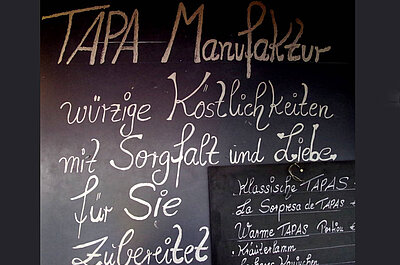 TAPA Manufaktur
würzige Köstlichkeiten
mit Sorgfalt und Liebe
für Sie
Zubereitet
Klassische TAPAS -
La Sorpresa de TAPAS
Warme TAPAS Portion €
• Kräuterlamm